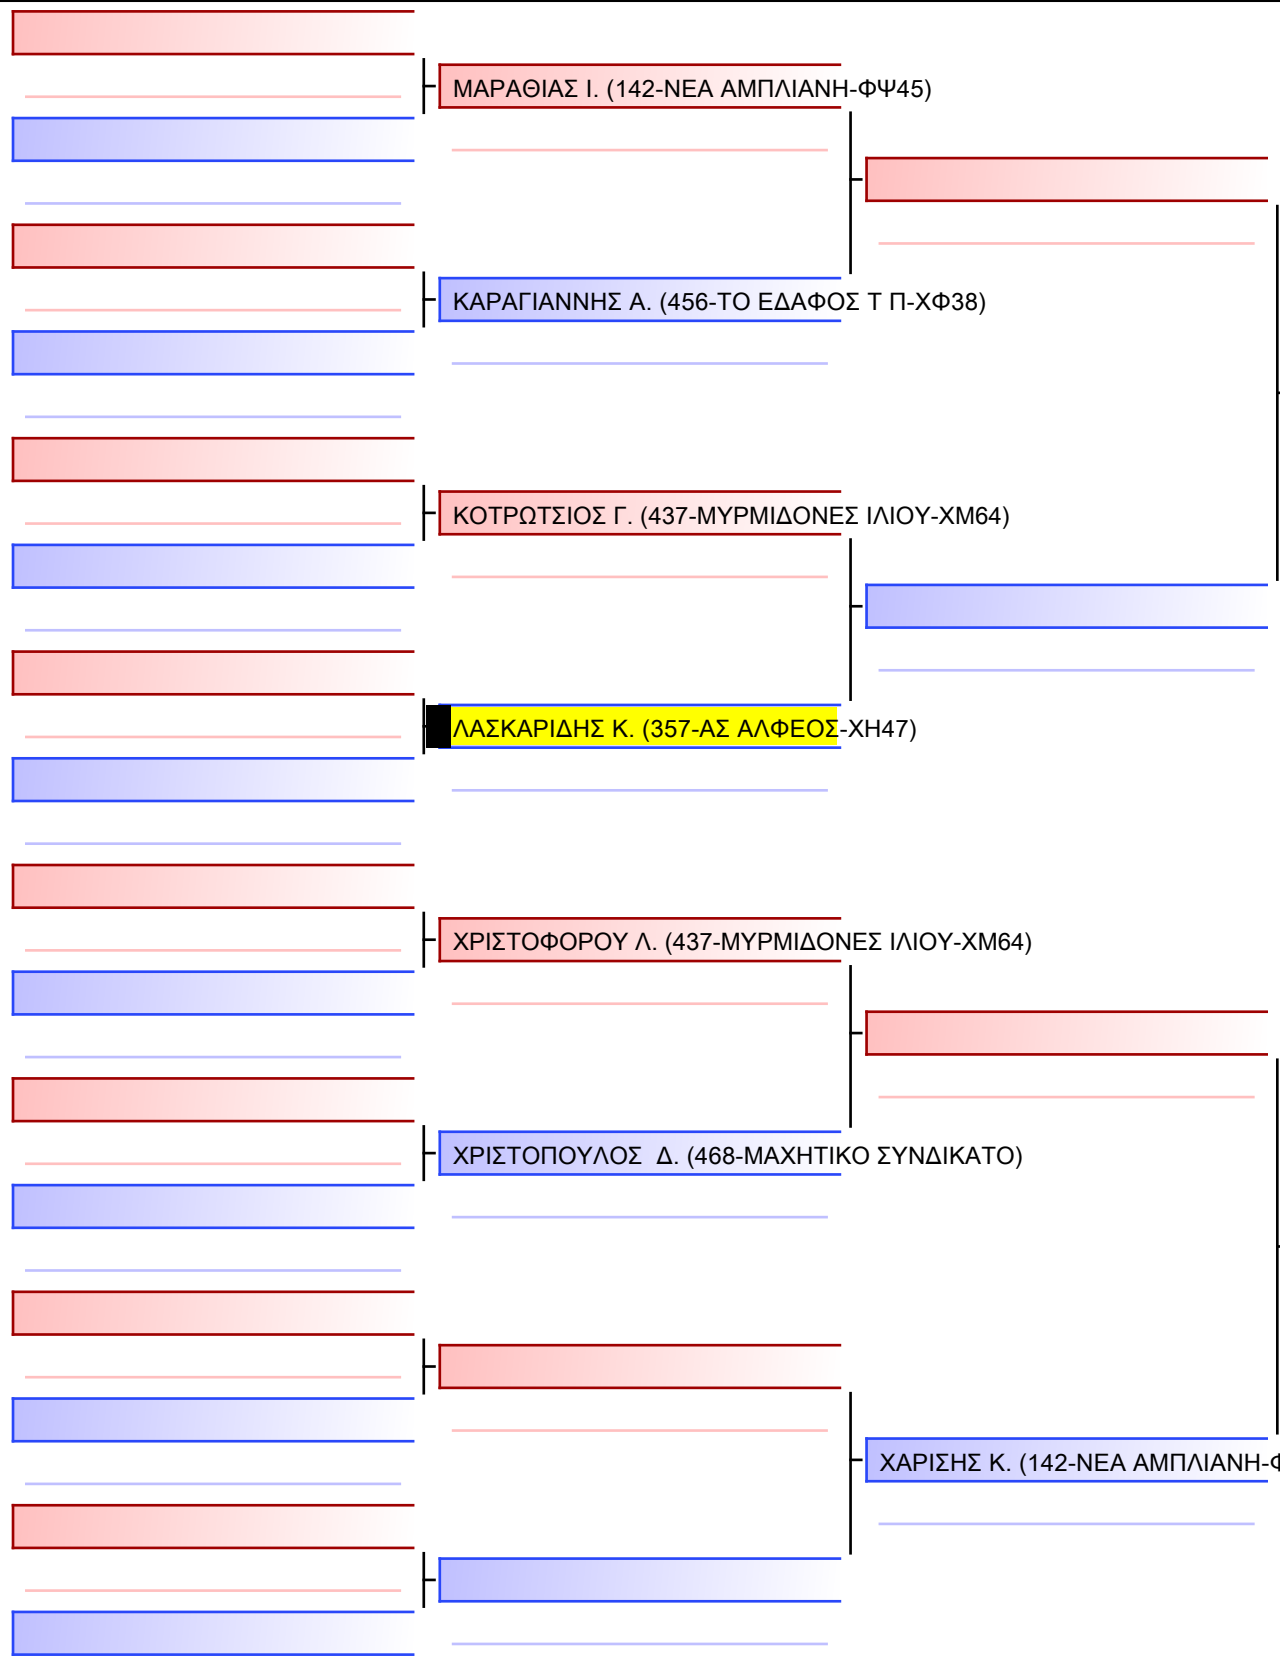 ΜΑΡΑΘΙΑΣ Ι. (142-ΝΕΑ ΑΜΠΛΙΑΝΗ-ΦΨ45)
ΚΑΡΑΓΙΑΝΝΗΣ Α. (456-ΤΟ ΕΔΑΦΟΣ Τ Π-ΧΦ38)
ΚΟΤΡΩΤΣΙΟΣ Γ. (437-ΜΥΡΜΙΔΟΝΕΣ ΙΛΙΟΥ-ΧΜ64)
ΛΑΣΚΑΡΙΔΗΣ Κ. (357-ΑΣ ΑΛΦΕΟΣ-ΧΗ47)
ΧΡΙΣΤΟΦΟΡΟΥ Λ. (437-ΜΥΡΜΙΔΟΝΕΣ ΙΛΙΟΥ-ΧΜ64)
ΧΡΙΣΤΟΠΟΥΛΟΣ  Δ. (468-ΜΑΧΗΤΙΚΟ ΣΥΝΔΙΚΑΤΟ)
ΧΑΡΙΣΗΣ Κ. (142-ΝΕΑ ΑΜΠΛΙΑΝΗ-